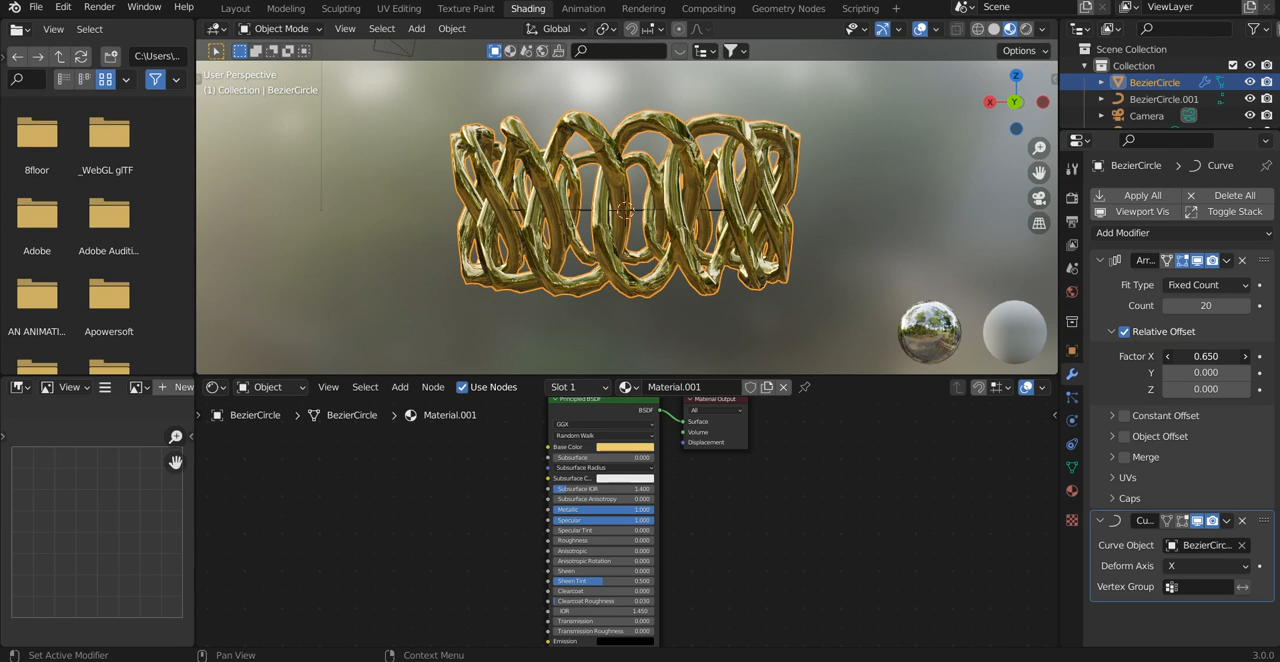 File Edit Render Window Help Layout Modeling Sculpting UV Editing Texture Paint Shading Animation Rendering Compositing Geometry Nodes Scripting + Scene ViewLayer
View Select
Object Mode View Select Add Object Global
C:\Users\...
Options
User Perspective
(1) Collection | BezierCircle
X Y Z
8floor
_WebGL glTF
Adobe
Adobe Auditi...
AN ANIMATI...
Apowersoft
Scene Collection
Collection
BezierCircle
BezierCircle.001
Camera
BezierCircle > Curve
Apply All
Delete All
Viewport Vis
Toggle Stack
Add Modifier
Arr...
Fit Type Fixed Count
Count 20
Relative Offset
Factor X 0.650
Y 0.000
Z 0.000
Constant Offset
Object Offset
Merge
UVs
Caps
Cu...
Curve Object BezierCirc...
Deform Axis X
Vertex Group
View + New
Object View Select Add Node Use Nodes Slot 1 Material.001
BezierCircle > BezierCircle > Material.001
Principled BSDF
BSDF
GGX
Random Walk
Base Color
Subsurface 0.000
Subsurface Radius
Subsurface C...
Subsurface IOR 1.400
Subsurface Anisotropy 0.000
Metallic 1.000
Specular 1.000
Specular Tint 0.000
Roughness 0.000
Anisotropic 0.000
Anisotropic Rotation 0.000
Sheen 0.000
Sheen Tint 0.500
Clearcoat 0.000
Clearcoat Roughness 0.030
IOR 1.450
Transmission 0.000
Transmission Roughness 0.000
Emission
Material Output
All
Surface
Volume
Displacement
Set Active Modifier
Pan View
Context Menu
3.0.0